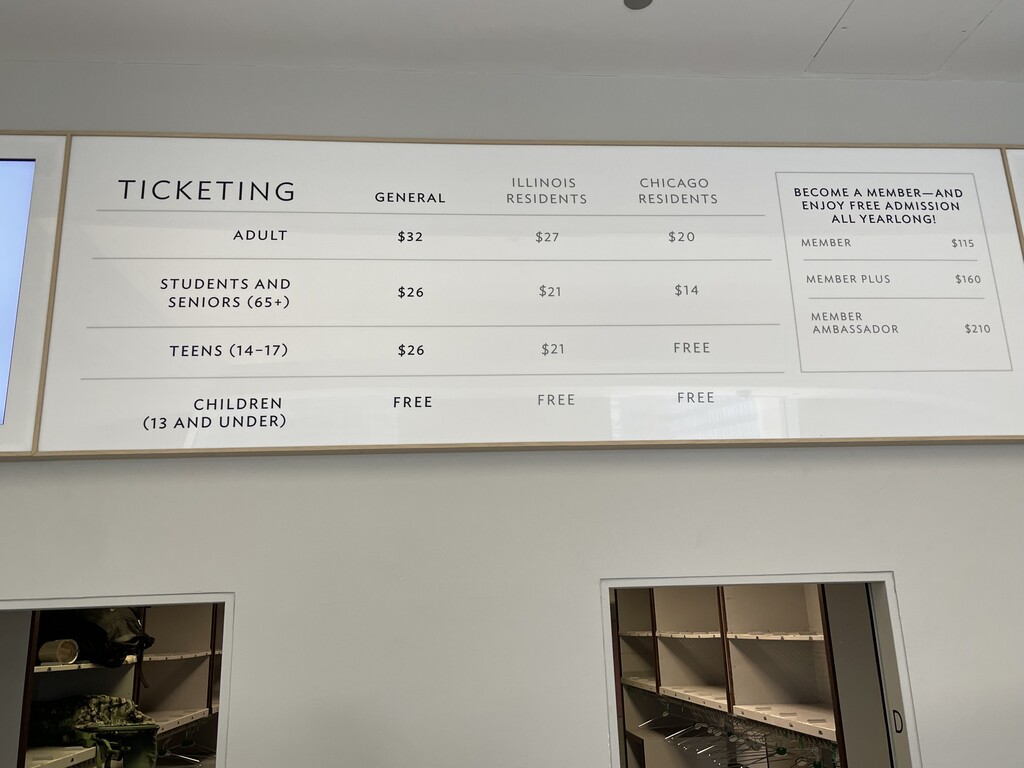 TICKETING GENERAL ILLINOIS RESIDENTS CHICAGO RESIDENTS
ADULT $32 $27 $20
STUDENTS AND
SENIORS (65+) $26 $21 $14
TEENS (14–17) $26 $21 FREE
CHILDREN
(13 AND UNDER) FREE FREE FREE
BECOME A MEMBER—AND
ENJOY FREE ADMISSION
ALL YEARLONG!
MEMBER $115
MEMBER PLUS $160
MEMBER
AMBASSADOR $210